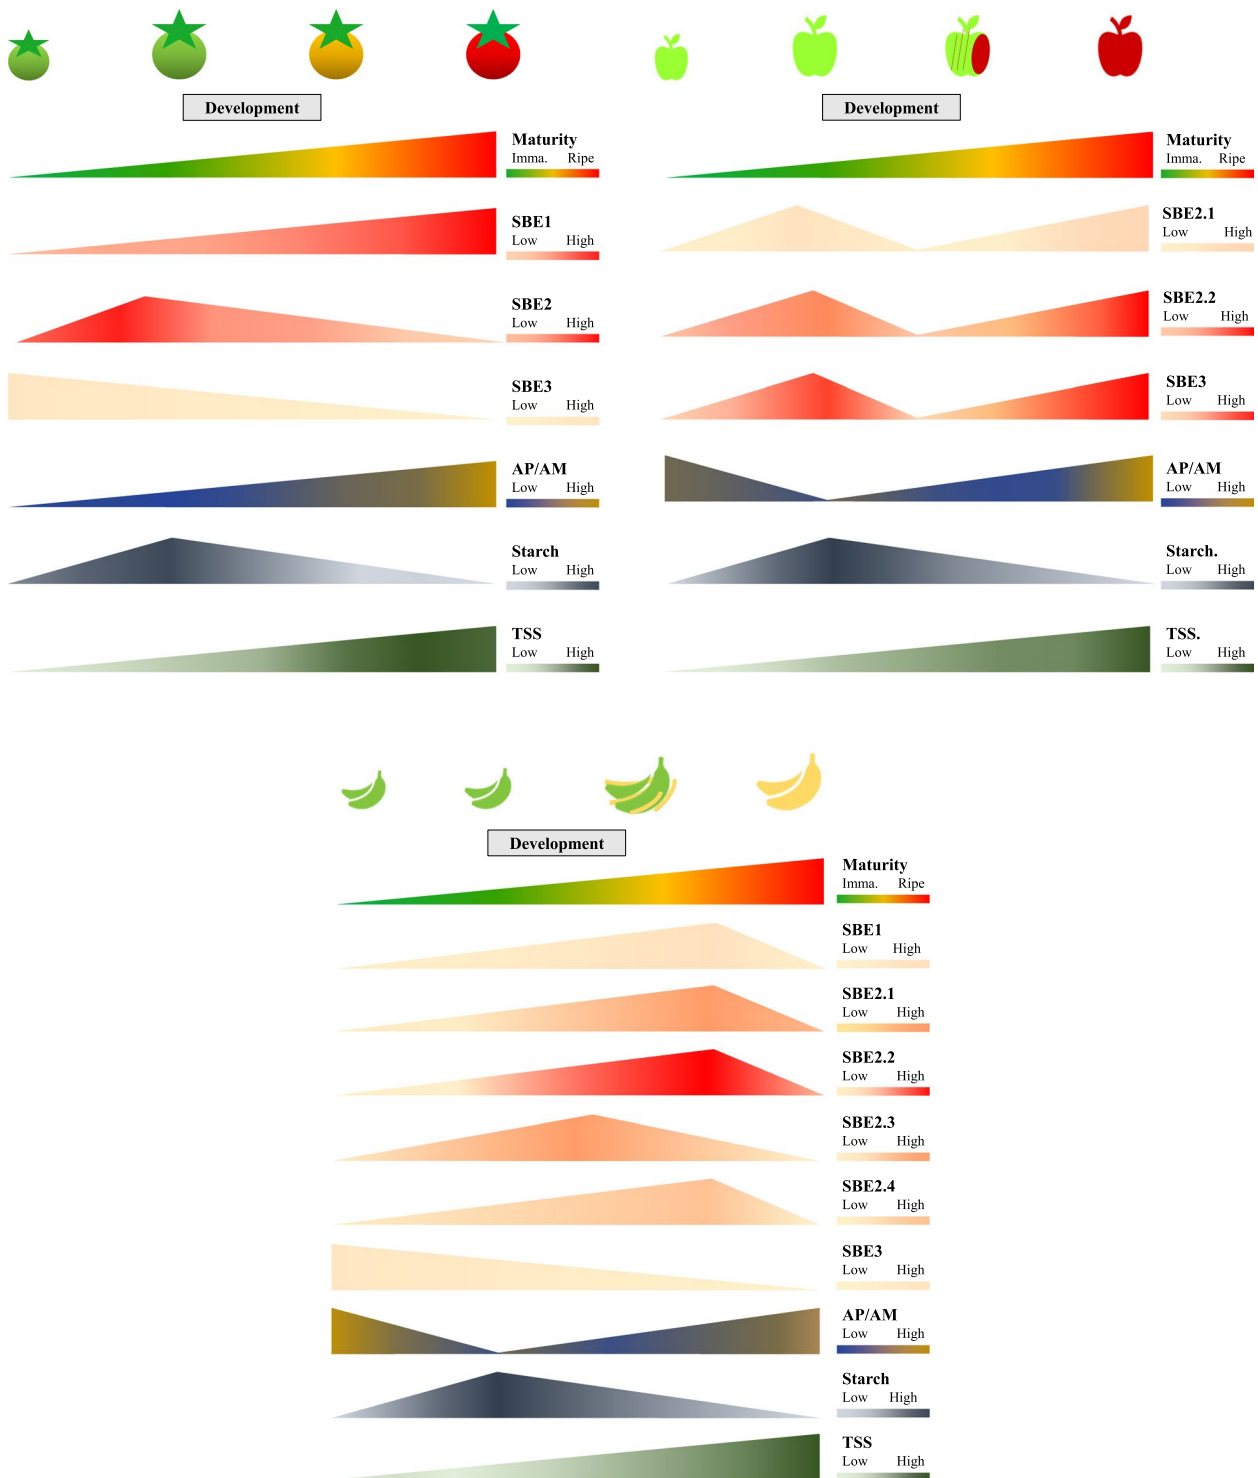 Development
Maturity
Imma. Ripe
SBE1
Low High
SBE2
Low High
SBE3
Low High
AP/AM
Low High
Starch
Low High
TSS
Low High
Development
Maturity
Imma. Ripe
SBE2.1
Low High
SBE2.2
Low High
SBE3
Low High
AP/AM
Low High
Starch.
Low High
TSS.
Low High
Development
Maturity
Imma. Ripe
SBE1
Low High
SBE2.1
Low High
SBE2.2
Low High
SBE2.3
Low High
SBE2.4
Low High
SBE3
Low High
AP/AM
Low High
Starch
Low High
TSS
Low High